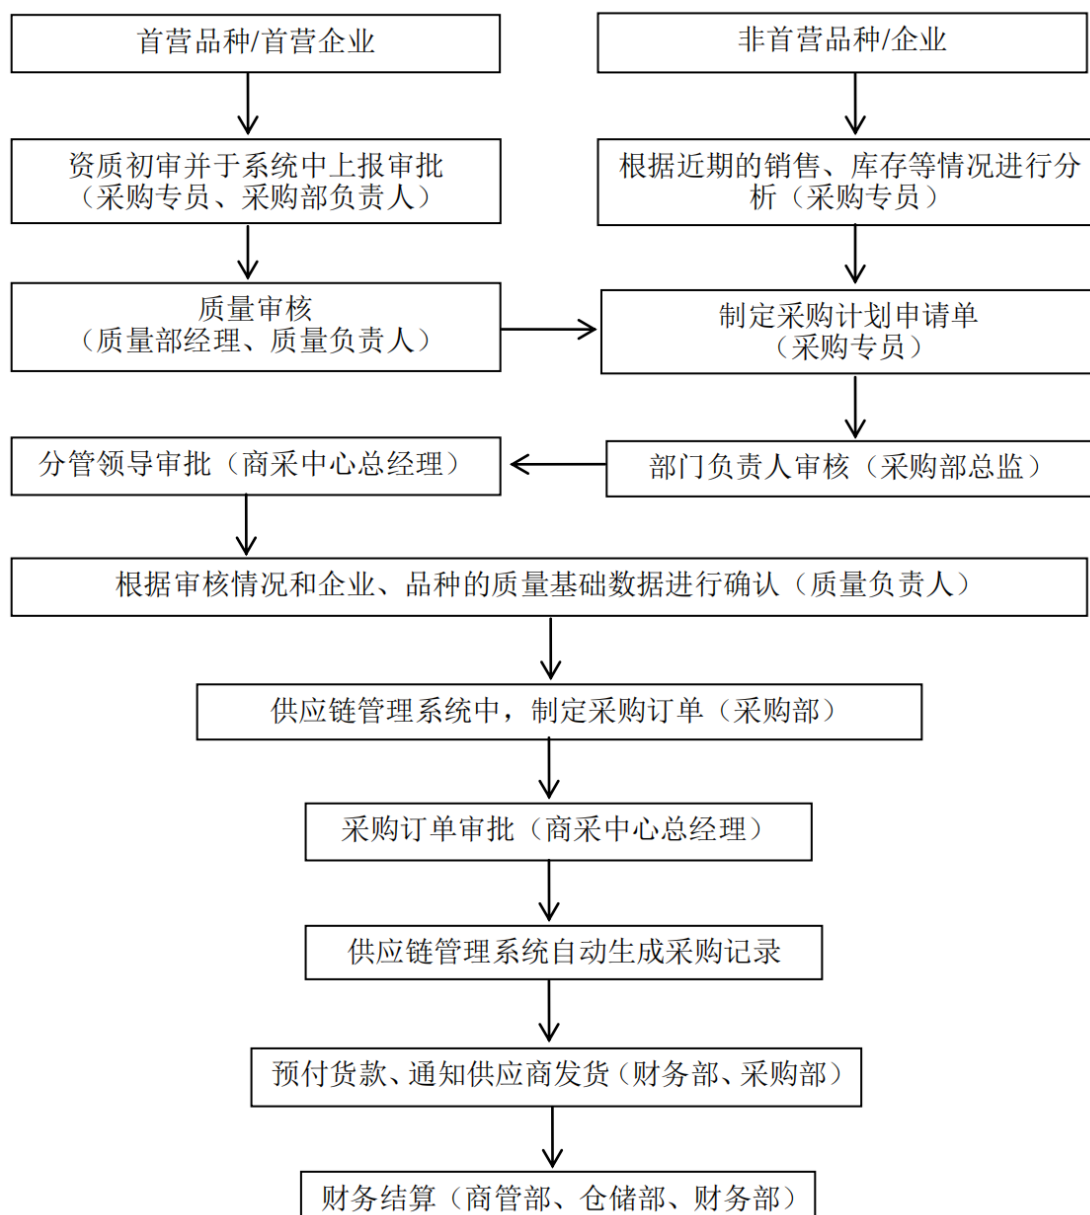 首营品种/首营企业
非首营品种/企业
资质初审并于系统中上报审批
（采购专员、采购部负责人）
根据近期的销售、库存等情况进行分
析（采购专员）
质量审核
（质量部经理、质量负责人）
制定采购计划申请单
（采购专员）
分管领导审批（商采中心总经理）
部门负责人审核（采购部总监）
根据审核情况和企业、品种的质量基础数据进行确认（质量负责人）
供应链管理系统中，制定采购订单（采购部）
采购订单审批（商采中心总经理）
供应链管理系统自动生成采购记录
预付货款、通知供应商发货（财务部、采购部）
财务结算（商管部、仓储部、财务部）